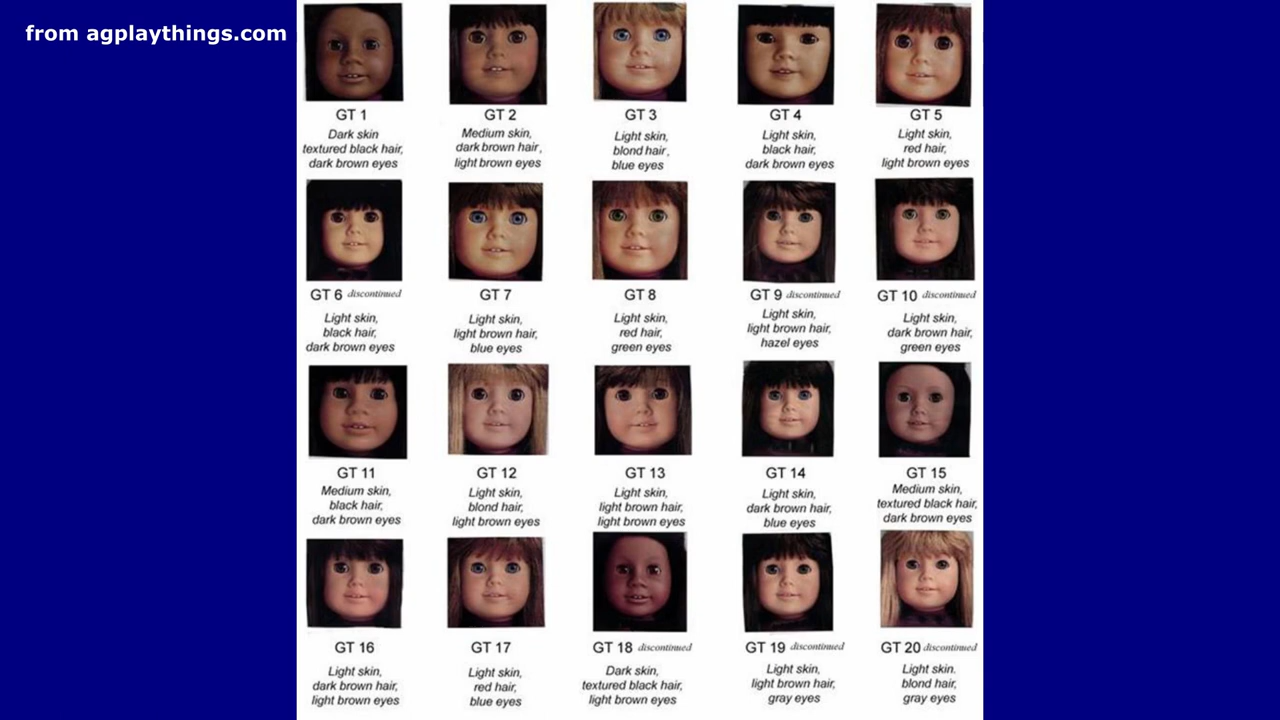 from agplaythings.com
GT 1
Dark skin
textured black hair,
dark brown eyes
GT 2
Medium skin,
dark brown hair,
light brown eyes
GT 3
Light skin,
blond hair,
blue eyes
GT 4
Light skin,
black hair,
dark brown eyes
GT 5
Light skin,
red hair,
light brown eyes
GT 6 discontinued
Light skin,
black hair,
dark brown eyes
GT 7
Light skin,
light brown hair,
blue eyes
GT 8
Light skin,
red hair,
green eyes
GT 9 discontinued
Light skin,
light brown hair,
hazel eyes
GT 10 discontinued
Light skin,
dark brown hair,
green eyes
GT 11
Medium skin,
black hair,
dark brown eyes
GT 12
Light skin,
blond hair,
light brown eyes
GT 13
Light skin,
light brown hair,
light brown eyes
GT 14
Light skin,
dark brown hair,
blue eyes
GT 15
Medium skin,
textured black hair,
dark brown eyes
GT 16
Light skin,
dark brown hair,
light brown eyes
GT 17
Light skin,
red hair,
blue eyes
GT 18 discontinued
Dark skin,
textured black hair,
light brown eyes
GT 19 discontinued
Light skin,
light brown hair,
gray eyes
GT 20 discontinued
Light skin.
blond hair,
gray eyes